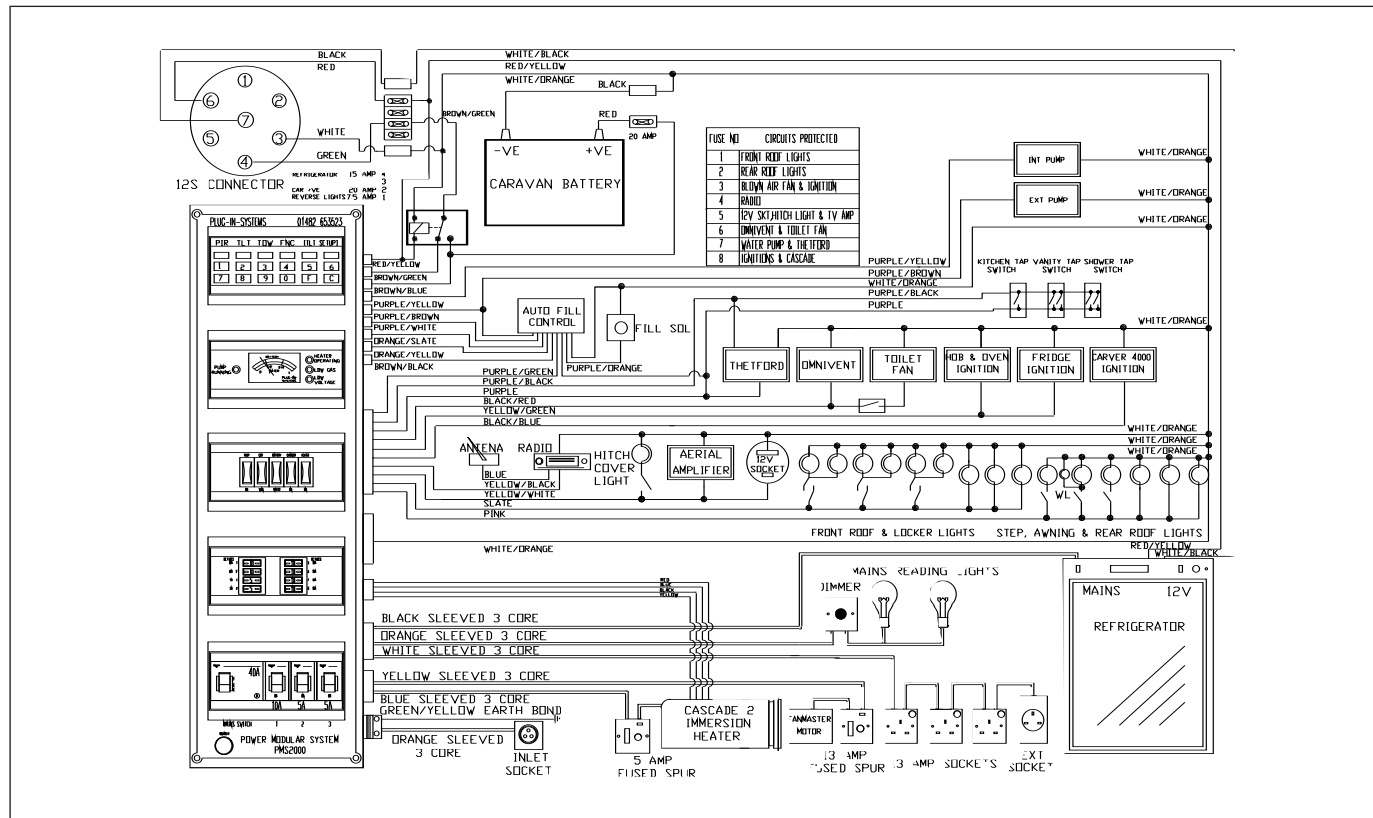 BLACK
RED
WHITE/BLACK
RED/YELLOW
WHITE/ORANGE
BLACK
BROWN/GREEN
RED
20 AMP
1
6
2
7
5
3
4
WHITE
GREEN
12S CONNECTOR
REFRIGERATOR 15 AMP 4
3
CAR +VE 20 AMP 2
REVERSE LIGHTS 7.5 AMP 1
-VE +VE
CARAVAN BATTERY
FUSE NO CIRCUITS PROTECTED
1 FRONT ROOF LIGHTS
2 REAR ROOF LIGHTS
3 BLOWN AIR FAN & IGNITION
4 RADIO
5 12V SKT,HITCH LIGHT & TV AMP
6 OMNIVENT & TOILET FAN
7 WATER PUMP & THETFORD
8 IGNITIONS & CASCADE
INT PUMP
WHITE/ORANGE
EXT PUMP
WHITE/ORANGE
WHITE/ORANGE
PLUG-IN-SYSTEMS 01482 653523
PIR TLT TOW FNC (TLT SETUP)
1 2 3 4 5 6
7 8 9 0 F C
RED/YELLOW
BROWN/GREEN
BROWN/BLUE
PURPLE/YELLOW
PURPLE/BROWN
PURPLE/WHITE
ORANGE/SLATE
ORANGE/YELLOW
BROWN/BLACK
AUTO FILL
CONTROL
FILL SOL
PURPLE/ORANGE
PURPLE/YELLOW
PURPLE/BROWN
WHITE/ORANGE
PURPLE/BLACK
PURPLE
KITCHEN TAP SWITCH
VANITY TAP SWITCH
SHOWER TAP SWITCH
WHITE/ORANGE
PUMP
RUNNING
HEATER
OPERATING
LOW GAS
LOW
VOLTAGE
PURPLE/GREEN
PURPLE/BLACK
PURPLE
BLACK/RED
YELLOW/GREEN
BLACK/BLUE
THETFORD
OMNIVENT
TOILET
FAN
HOB & OVEN
IGNITION
FRIDGE
IGNITION
CARVER 4000
IGNITION
ANTENA
RADIO
BLUE
YELLOW/BLACK
YELLOW/WHITE
SLATE
PINK
HITCH
COVER
LIGHT
AERIAL
AMPLIFIER
12V
SOCKET
WHITE/ORANGE
WHITE/ORANGE
WHITE/ORANGE
WL
FRONT ROOF & LOCKER LIGHTS
STEP, AWNING & REAR ROOF LIGHTS
WHITE/ORANGE
RED/YELLOW
WHITE/BLACK
RED
BLUE
BLACK
YELLOW
MAINS READING LIGHTS
DIMMER
MAINS 12V
REFRIGERATOR
BLACK SLEEVED 3 CORE
ORANGE SLEEVED 3 CORE
WHITE SLEEVED 3 CORE
YELLOW SLEEVED 3 CORE
BLUE SLEEVED 3 CORE
GREEN/YELLOW EARTH BOND
ORANGE SLEEVED
3 CORE
INLET
SOCKET
5 AMP
FUSED SPUR
CASCADE 2
IMMERSION
HEATER
FANMASTER
MOTOR
13 AMP
FUSED SPUR
13 AMP SOCKETS
EXT
SOCKET
40A
10A 5A 5A
MAINS SWITCH 1 2 3
POWER MODULAR SYSTEM
PMS2000